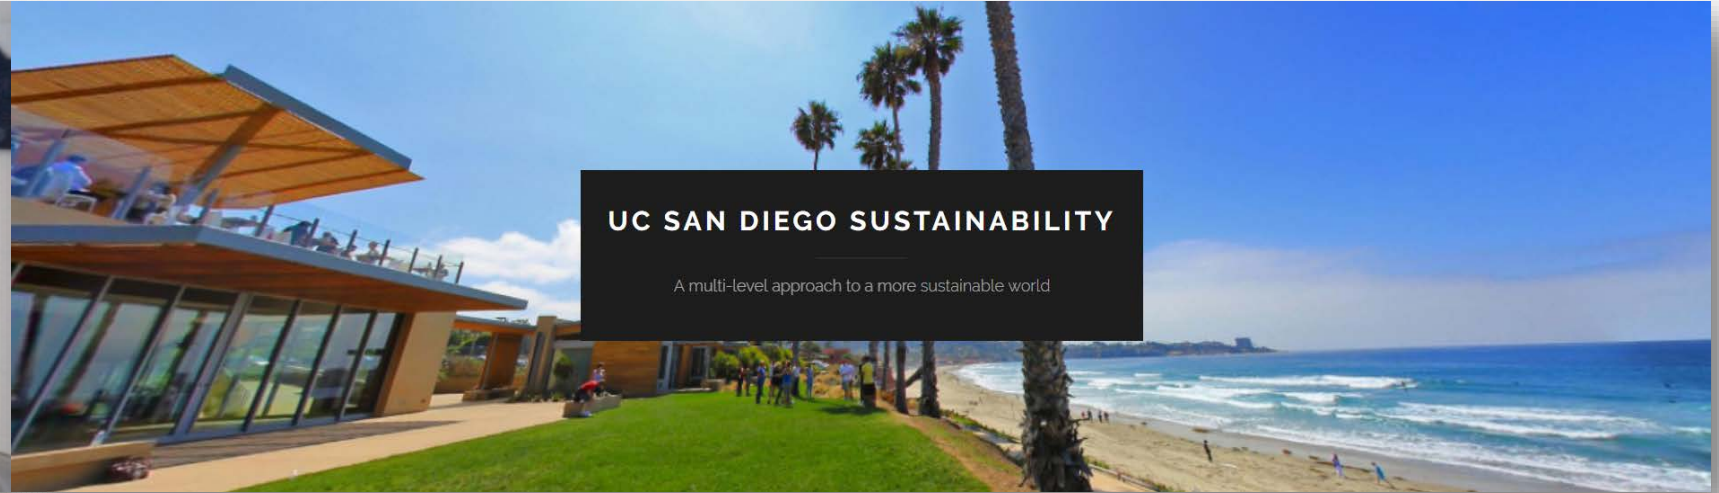 UC SAN DIEGO SUSTAINABILITY
A multi-level approach to a more sustainable world